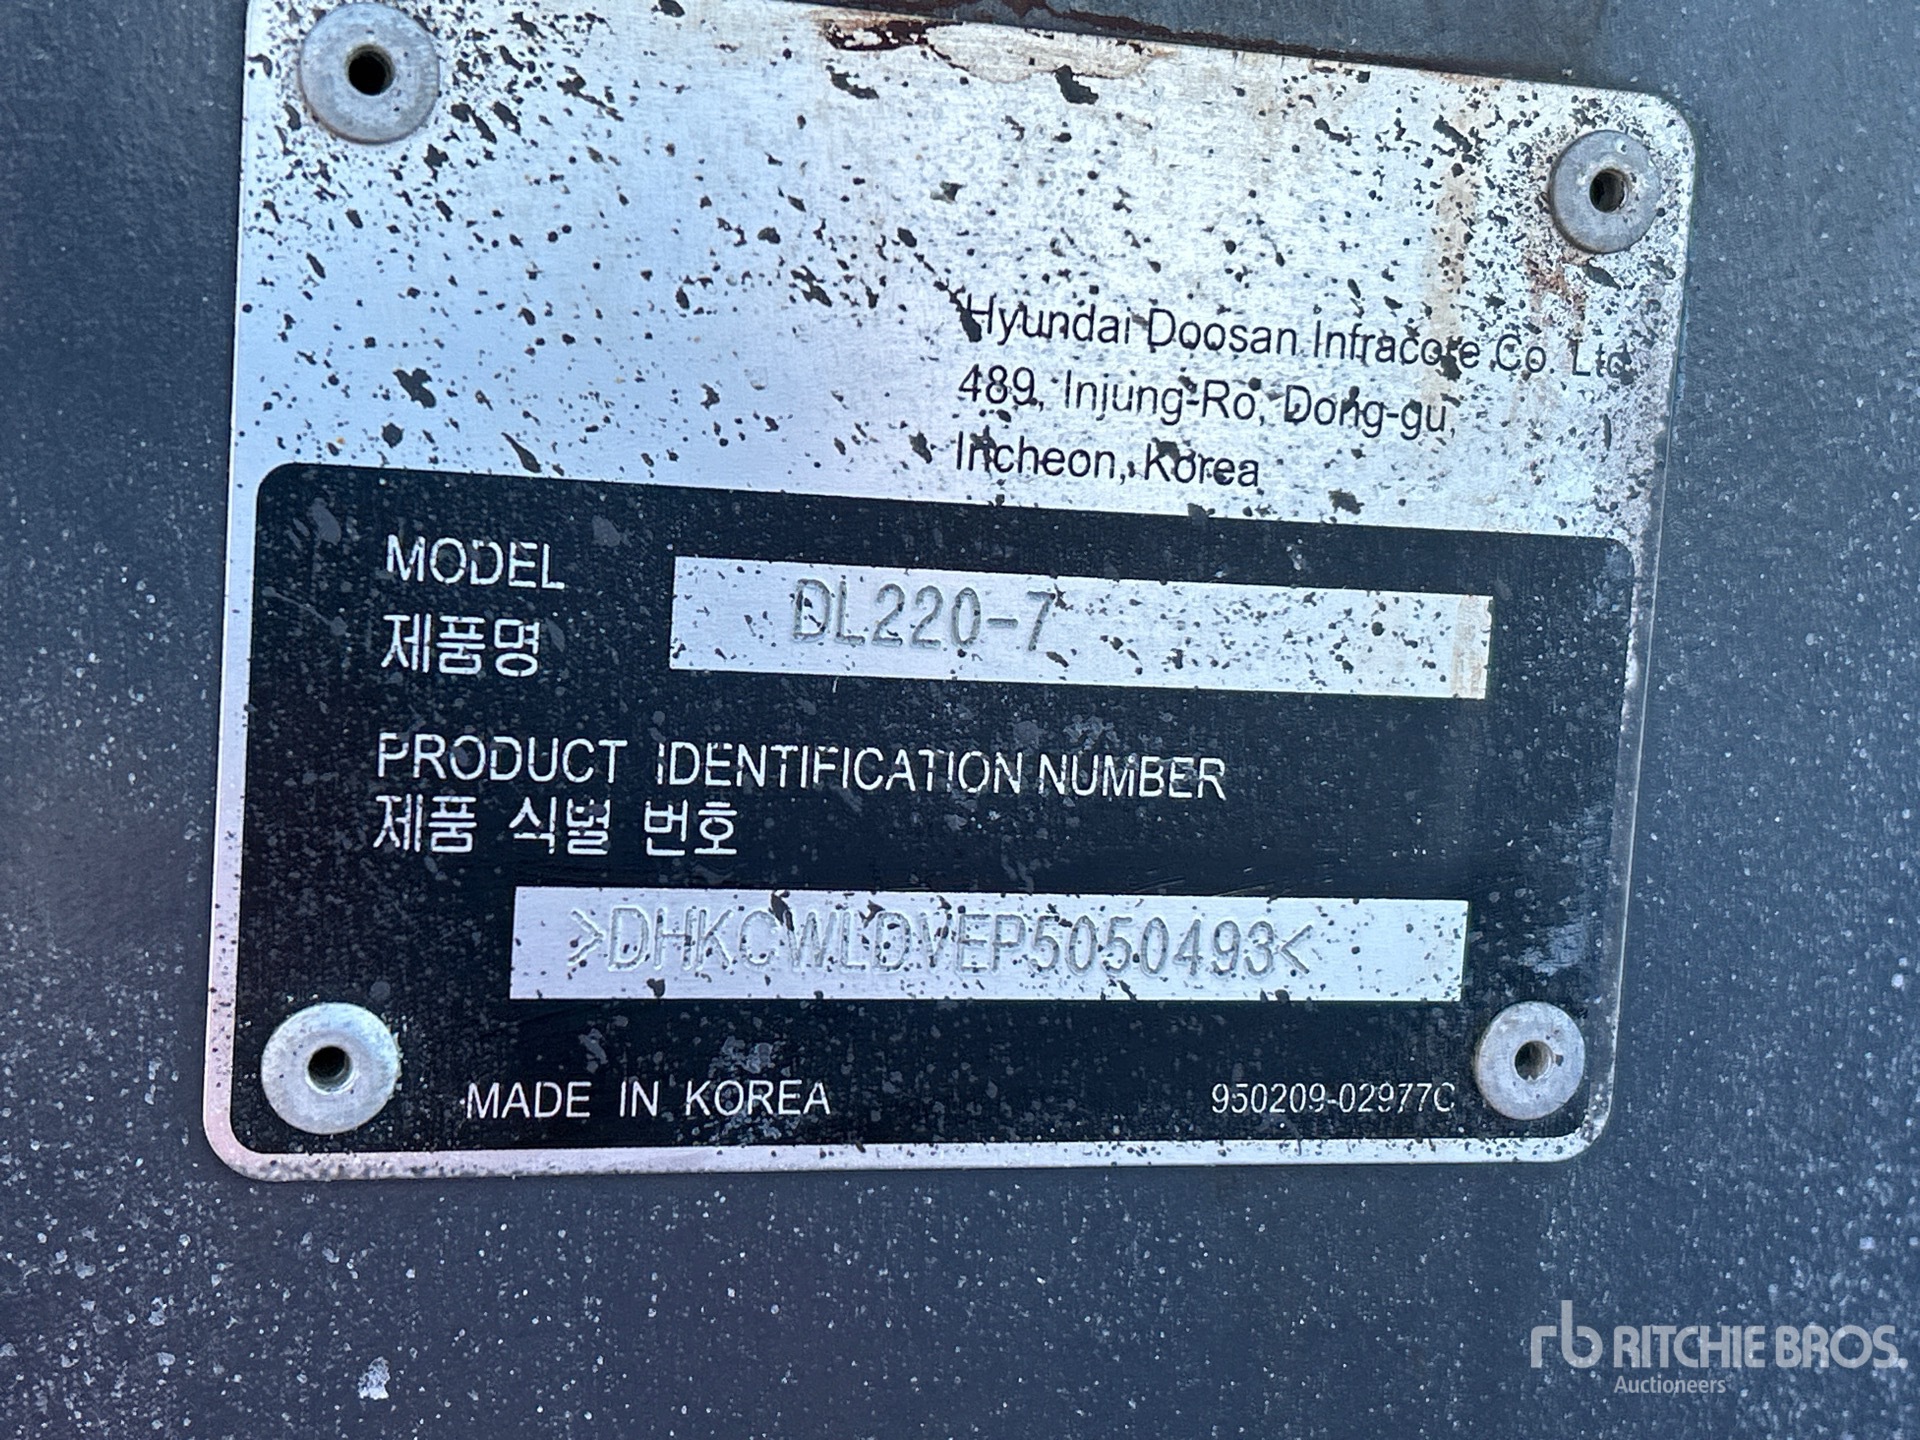 Hyundai Doosan Infracore Co. Ltd
489, Injung-Ro, Dong-gu,
Incheon, Korea
MODEL
제품명
DL220-7
PRODUCT IDENTIFICATION NUMBER
제품 식별 번호
>DHKCWLDVEP5050493<
MADE IN KOREA
950209-02977C
rb RITCHIE BROS.
Auctioneers